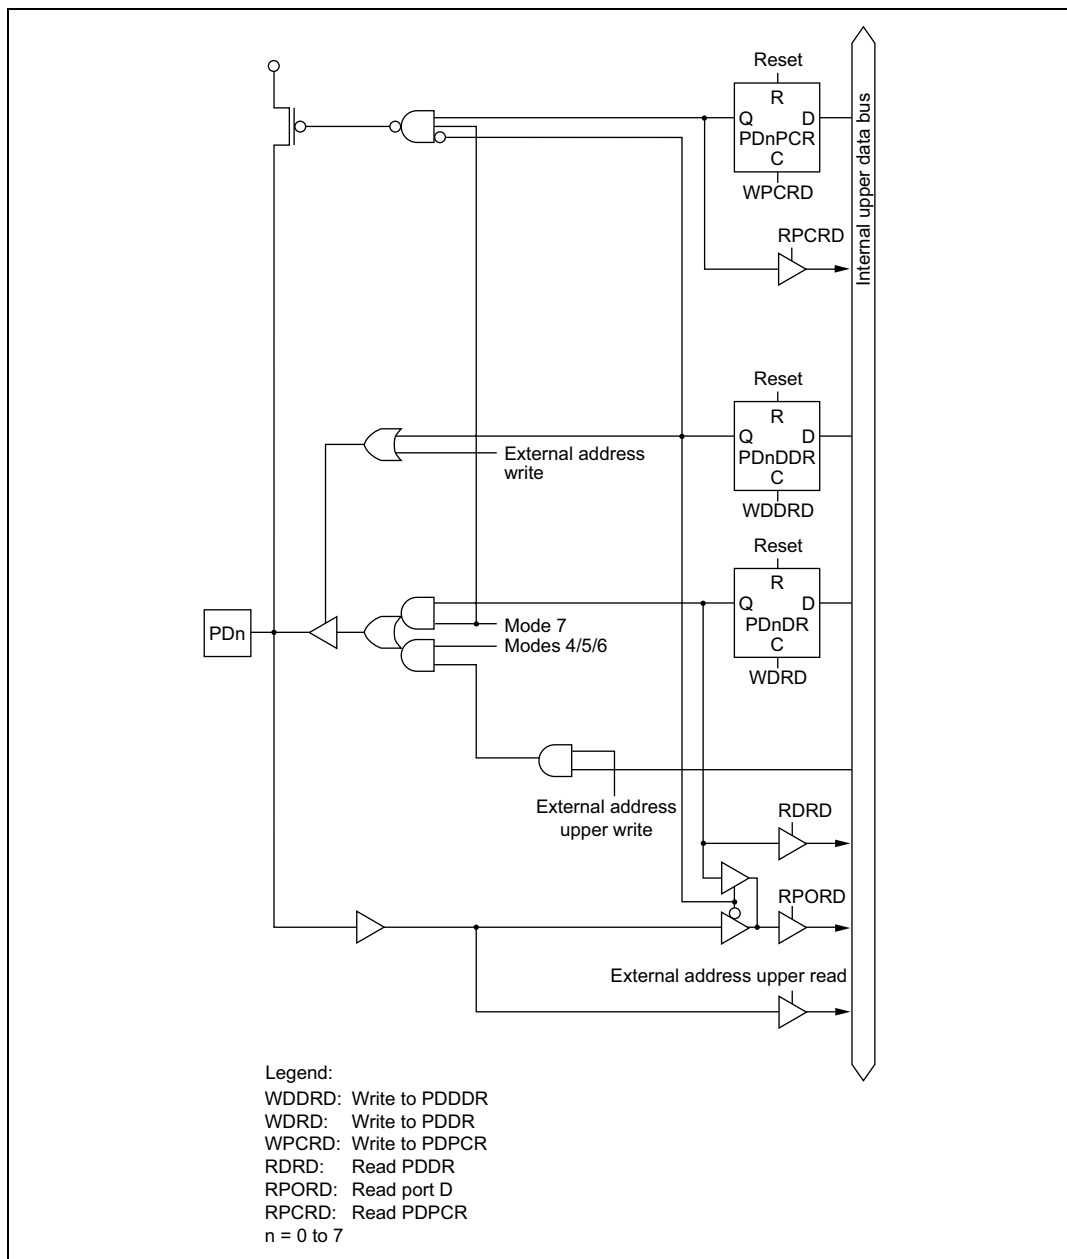 Reset
R
Q D
PDnPCR
C
WPCRD
RPCRD
Internal upper data bus
Reset
R
Q D
PDnDDR
C
WDDRD
External address
write
Reset
R
Q D
PDnDR
C
WDRD
PDn
Mode 7
Modes 4/5/6
External address
upper write
RDRD
RPORD
External address upper read
Legend:
WDDRD: Write to PDDDR
WDRD: Write to PDDR
WPCRD: Write to PDPCR
RDRD: Read PDDR
RPORD: Read port D
RPCRD: Read PDPCR
n = 0 to 7